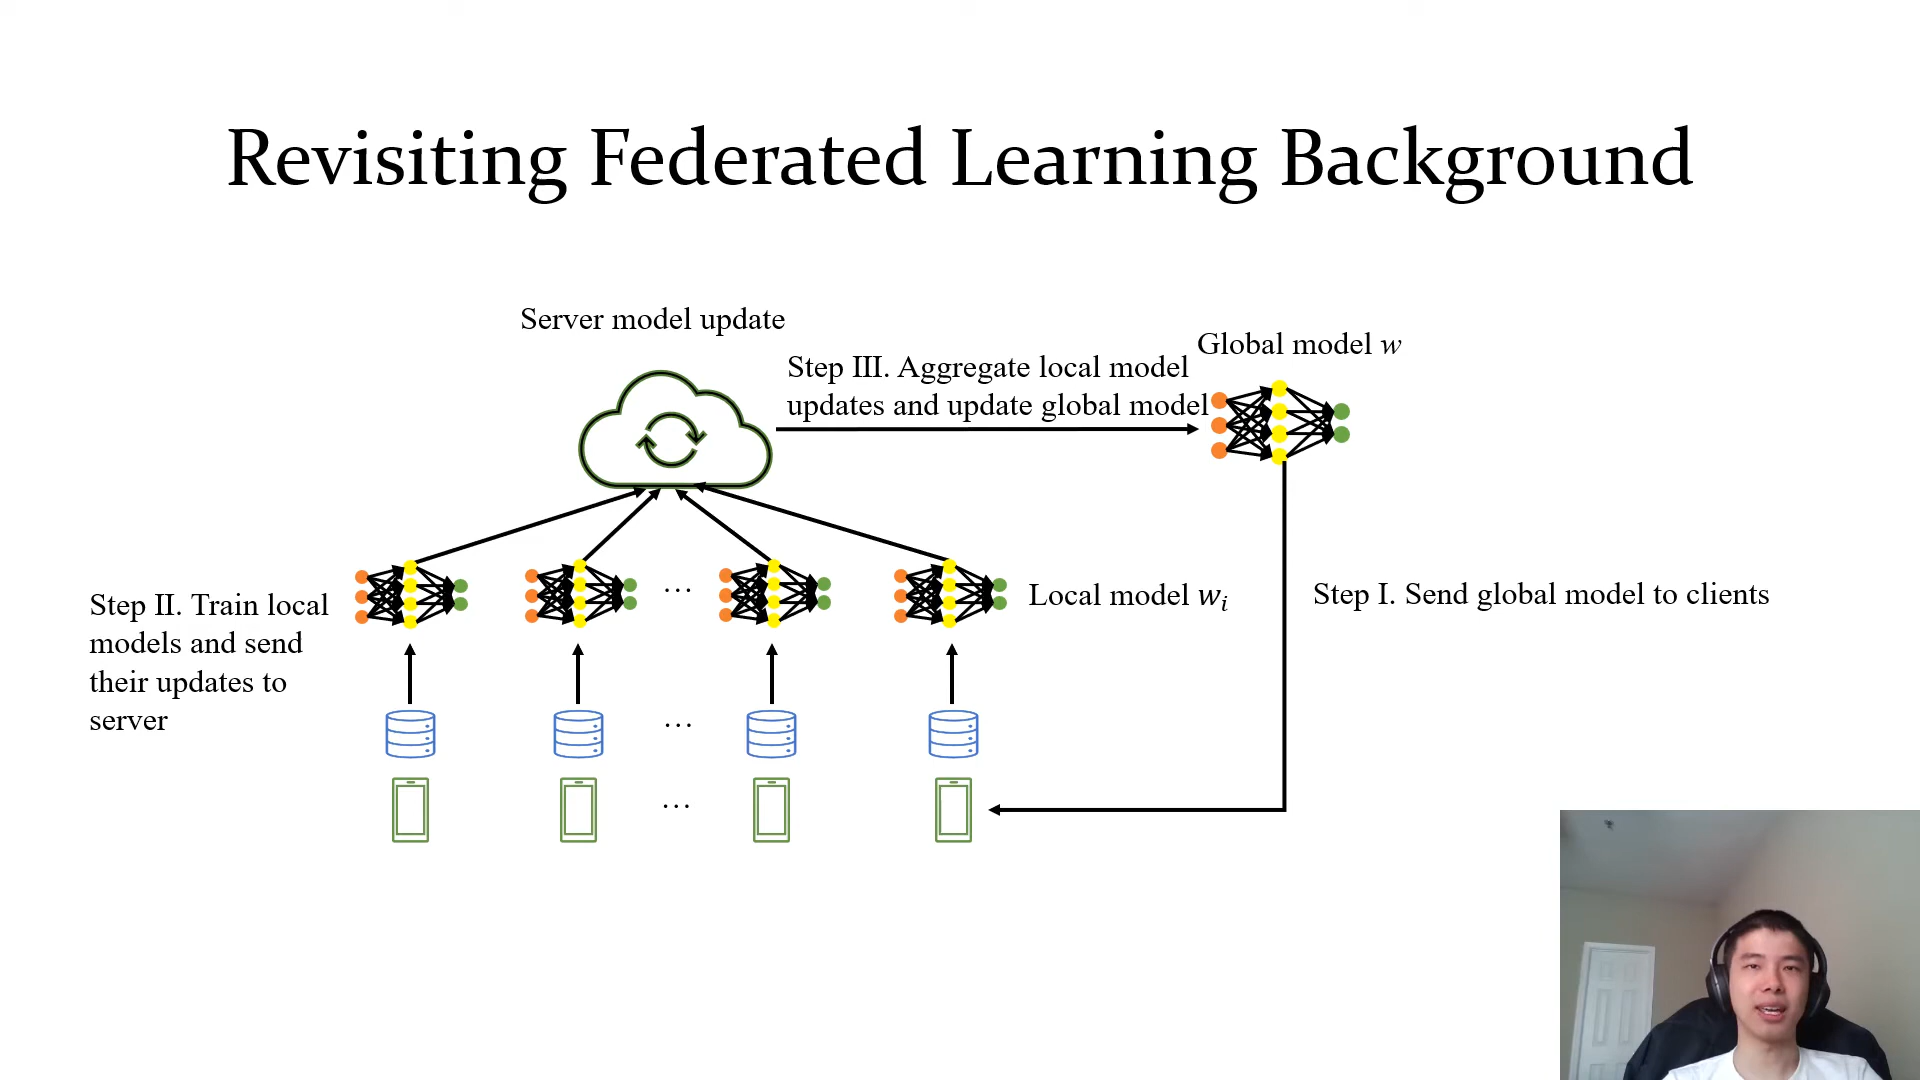 Revisiting Federated Learning Background
Server model update
Step III. Aggregate local model
updates and update global model
Global model w
Step II. Train local
models and send
their updates to
server
…
Local model wᵢ
Step I. Send global model to clients
…
…